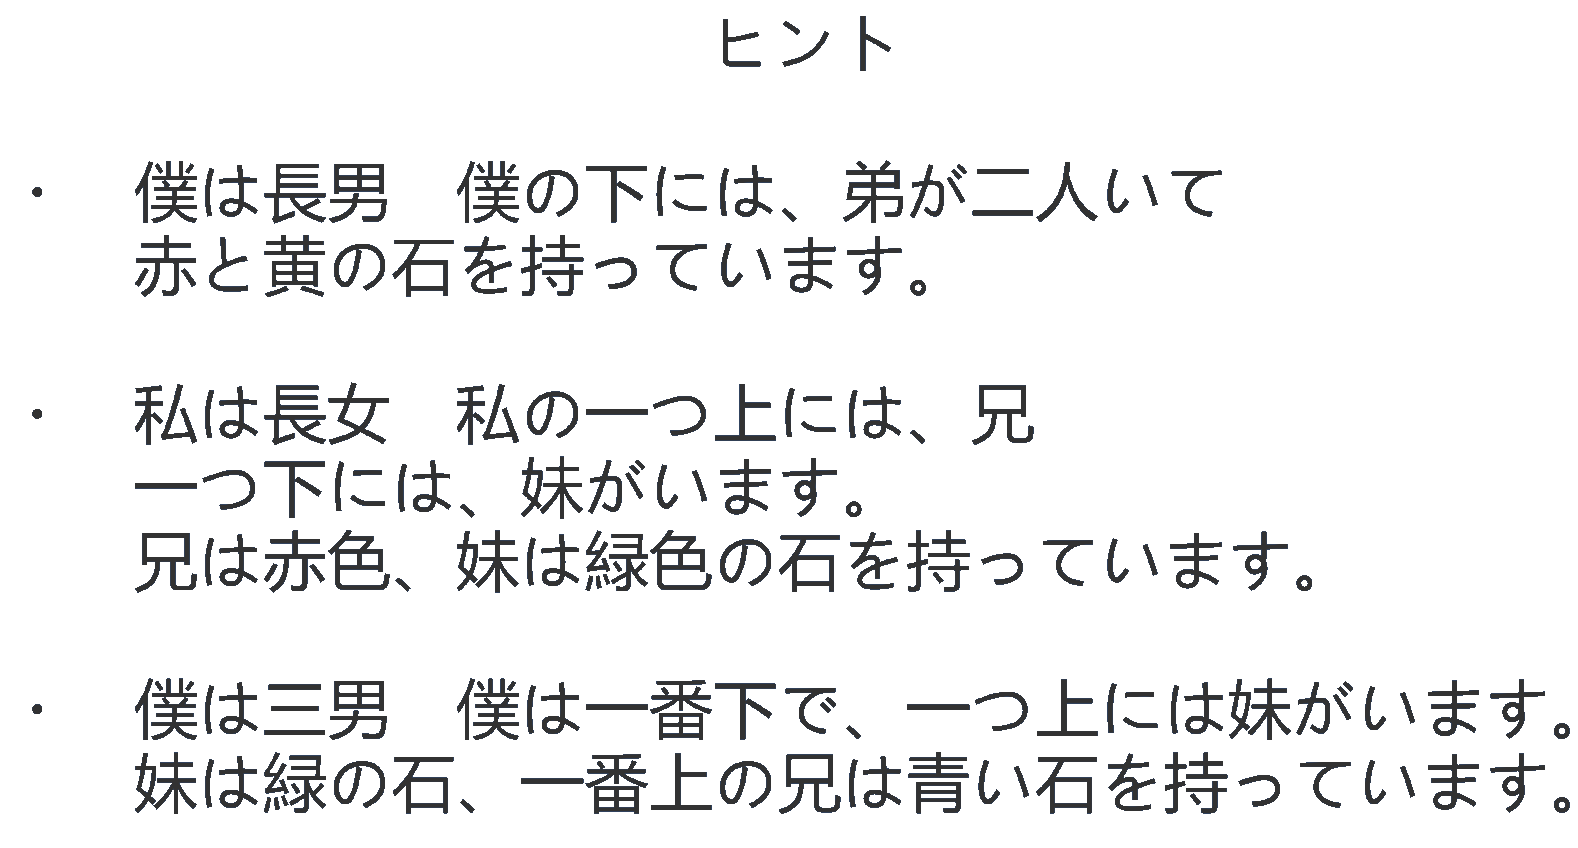 ヒント
・ 僕は長男　僕の下には、弟が二人いて
赤と黄の石を持っています。
・ 私は長女　私の一つ上には、兄
一つ下には、妹がいます。
兄は赤色、妹は緑色の石を持っています。
・ 僕は三男　僕は一番下で、一つ上には妹がいます。
妹は緑の石、一番上の兄は青い石を持っています。